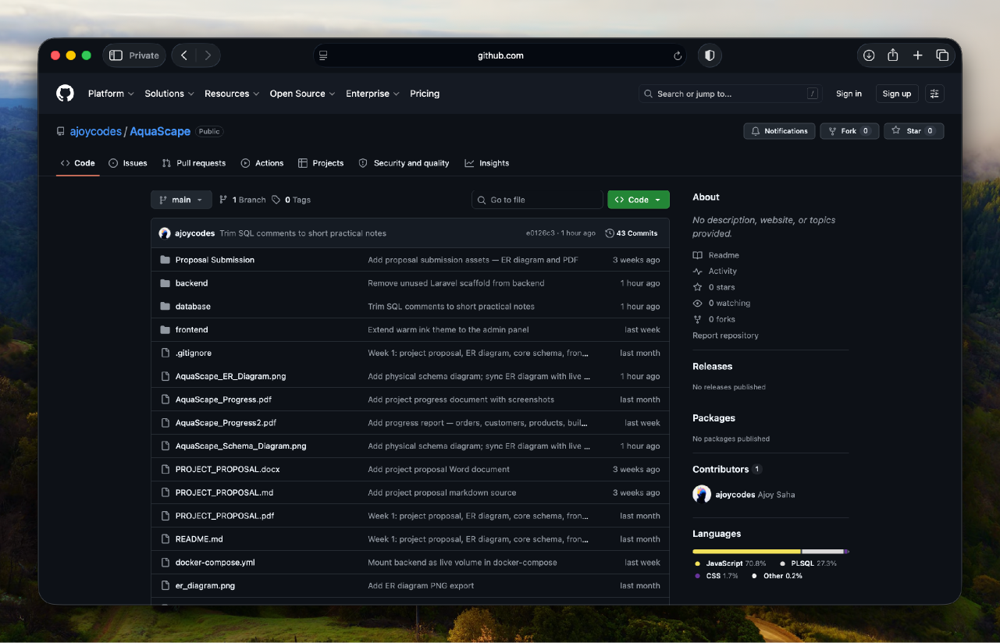 Private
github.com
Platform Solutions Resources Open Source Enterprise Pricing Search or jump to... / Sign in Sign up
ajoycodes / AquaScape Public Notifications Fork 0 Star 0
Code Issues Pull requests Actions Projects Security and quality Insights
main 1 Branch 0 Tags Go to file Code
ajoycodes Trim SQL comments to short practical notes e0126c3 · 1 hour ago 43 Commits
Proposal Submission Add proposal submission assets — ER diagram and PDF 3 weeks ago
backend Remove unused Laravel scaffold from backend 1 hour ago
database Trim SQL comments to short practical notes 1 hour ago
frontend Extend warm ink theme to the admin panel last week
.gitignore Week 1: project proposal, ER diagram, core schema, fron... last month
AquaScape_ER_Diagram.png Add physical schema diagram; sync ER diagram with live ... 1 hour ago
AquaScape_Progress.pdf Add project progress document with screenshots last month
AquaScape_Progress2.pdf Add progress report — orders, customers, products, buil... last week
AquaScape_Schema_Diagram.png Add physical schema diagram; sync ER diagram with live ... 1 hour ago
PROJECT_PROPOSAL.docx Add project proposal Word document 3 weeks ago
PROJECT_PROPOSAL.md Add project proposal markdown source 3 weeks ago
PROJECT_PROPOSAL.pdf Week 1: project proposal, ER diagram, core schema, fron... last month
README.md Week 1: project proposal, ER diagram, core schema, fron... last month
docker-compose.yml Mount backend as live volume in docker-compose last week
er_diagram.png Add ER diagram PNG export last month
About
No description, website, or topics
provided.
Readme
Activity
0 stars
0 watching
0 forks
Report repository
Releases
No releases published
Packages
No packages published
Contributors 1
ajoycodes Ajoy Saha
Languages
JavaScript 70.8% PLSQL 27.3%
CSS 1.7% Other 0.2%